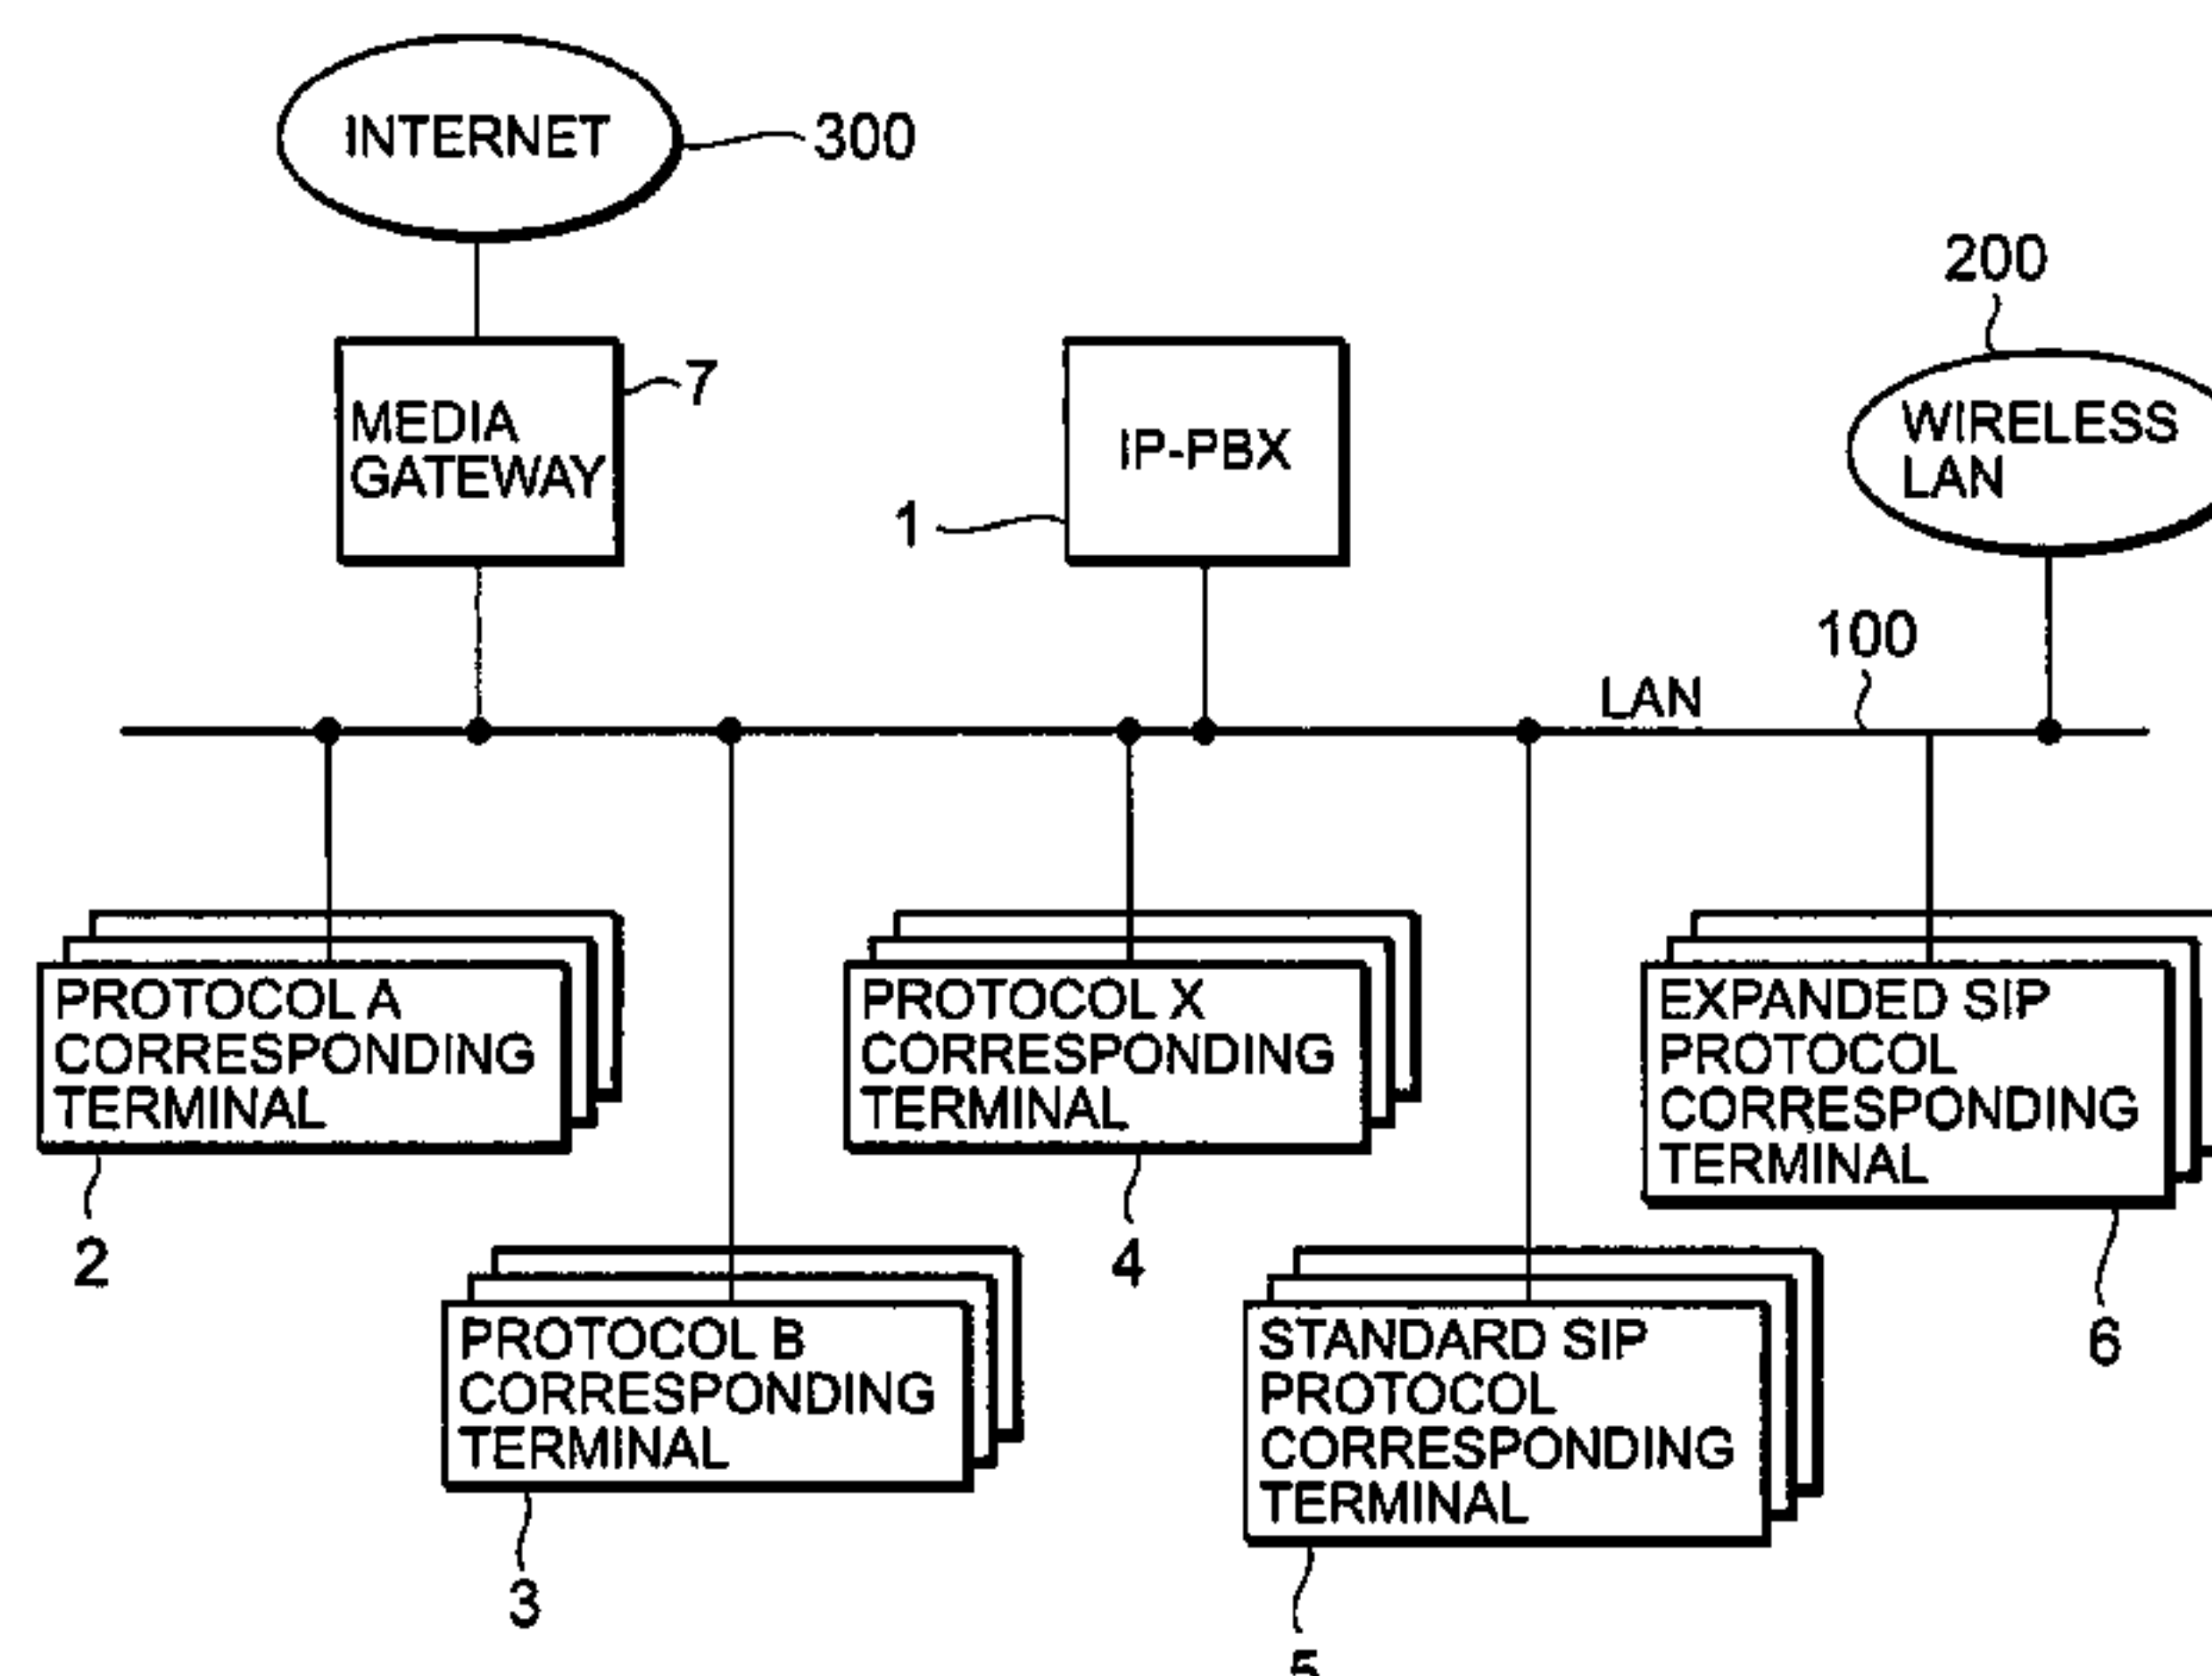 INTERNET
300
200
MEDIA
GATEWAY
7
IP-PBX
1
WIRELESS
LAN
100
LAN
PROTOCOL A
CORRESPONDING
TERMINAL
2
PROTOCOL X
CORRESPONDING
TERMINAL
4
EXPANDED SIP
PROTOCOL
CORRESPONDING
TERMINAL
6
PROTOCOL B
CORRESPONDING
TERMINAL
3
STANDARD SIP
PROTOCOL
CORRESPONDING
TERMINAL
5